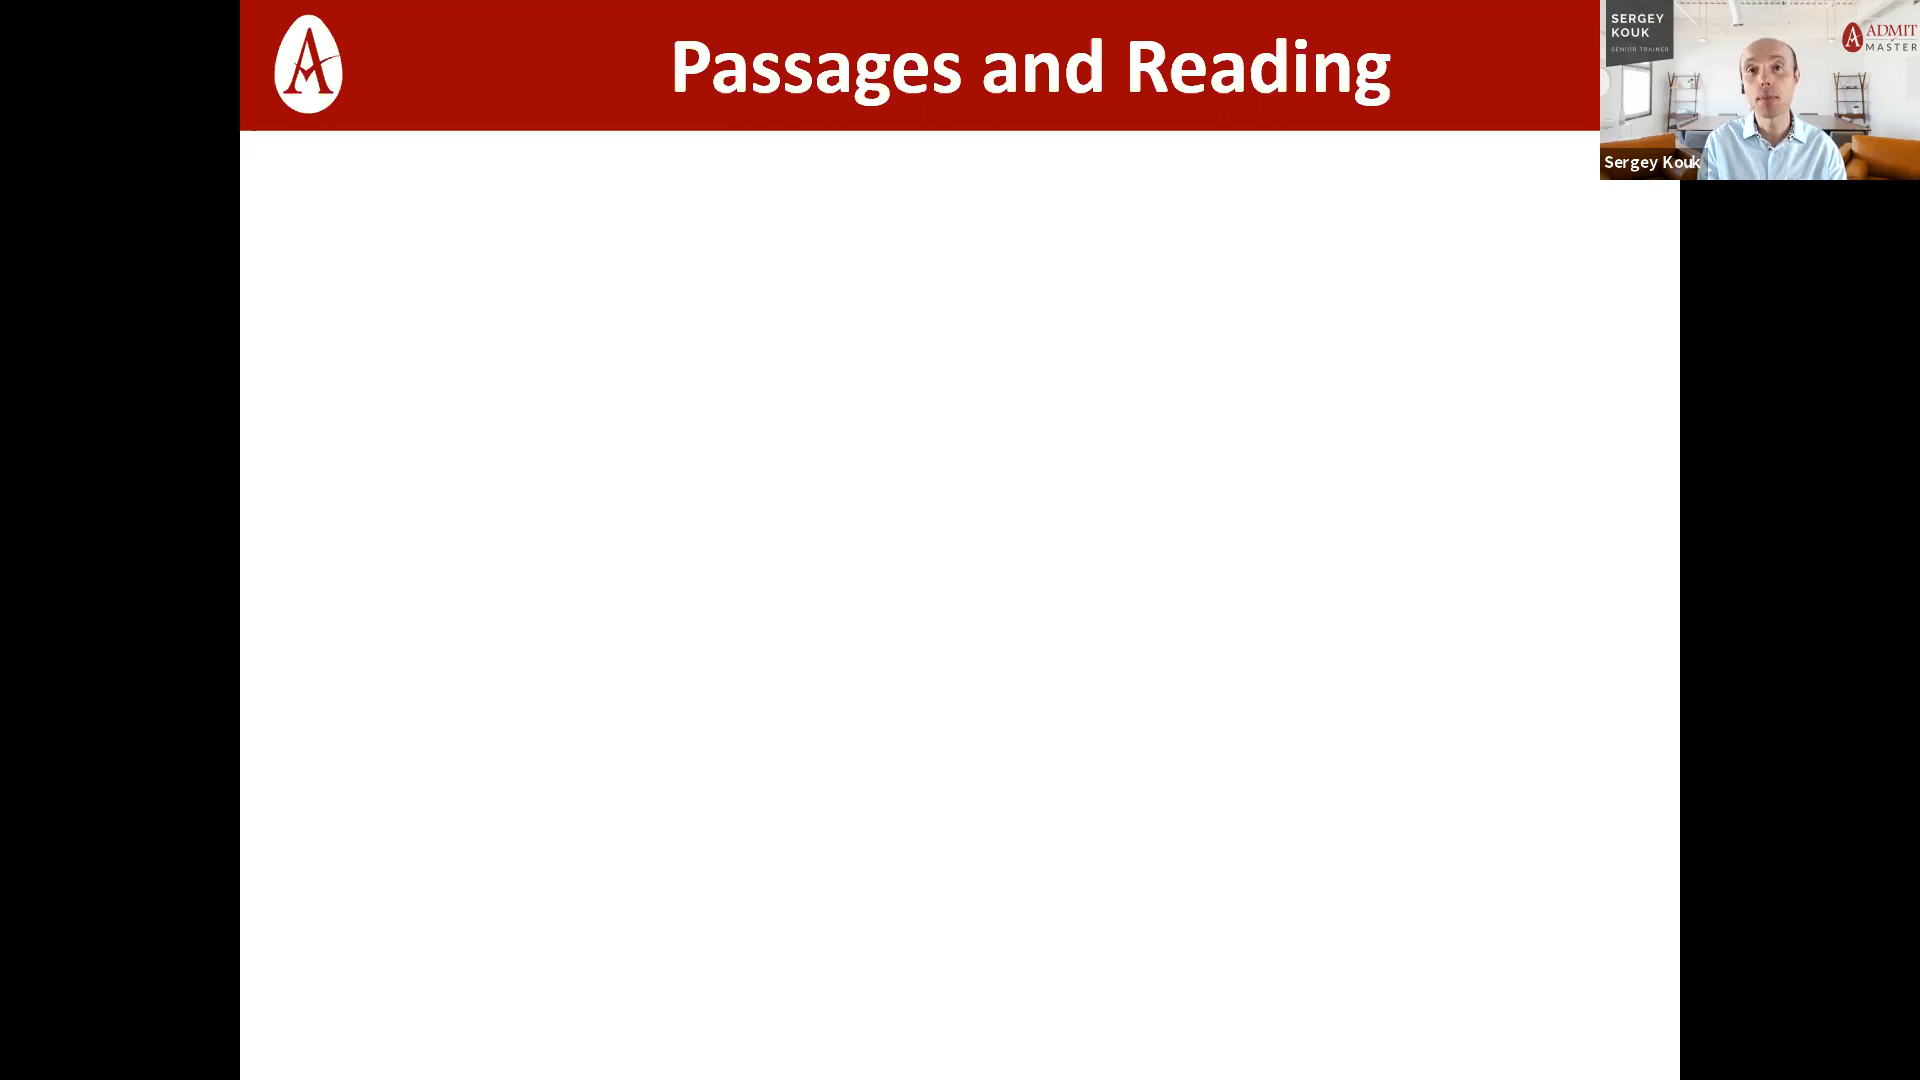 Passages and Reading
SERGEY
KOUK
SENIOR TRAINER
ADMIT
MASTER
Sergey Kouk